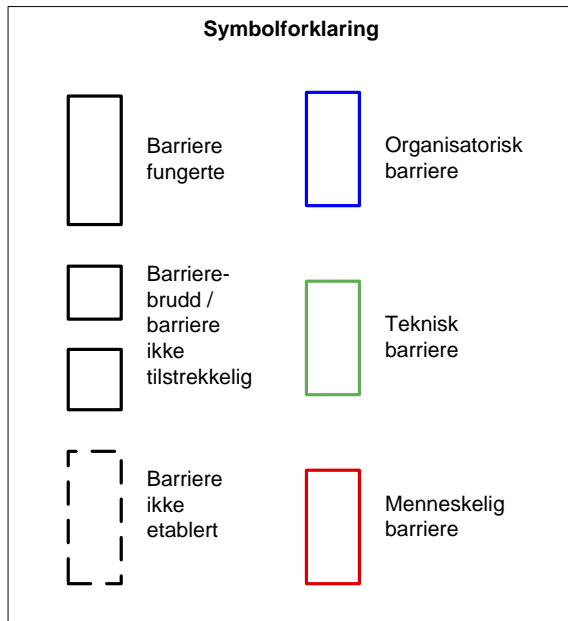 Symbolforklaring
Barriere
fungerte
Organisatorisk
barriere
Barriere-
brudd /
barriere
ikke
tilstrekkelig
Teknisk
barriere
Barriere
ikke
etablert
Menneskelig
barriere